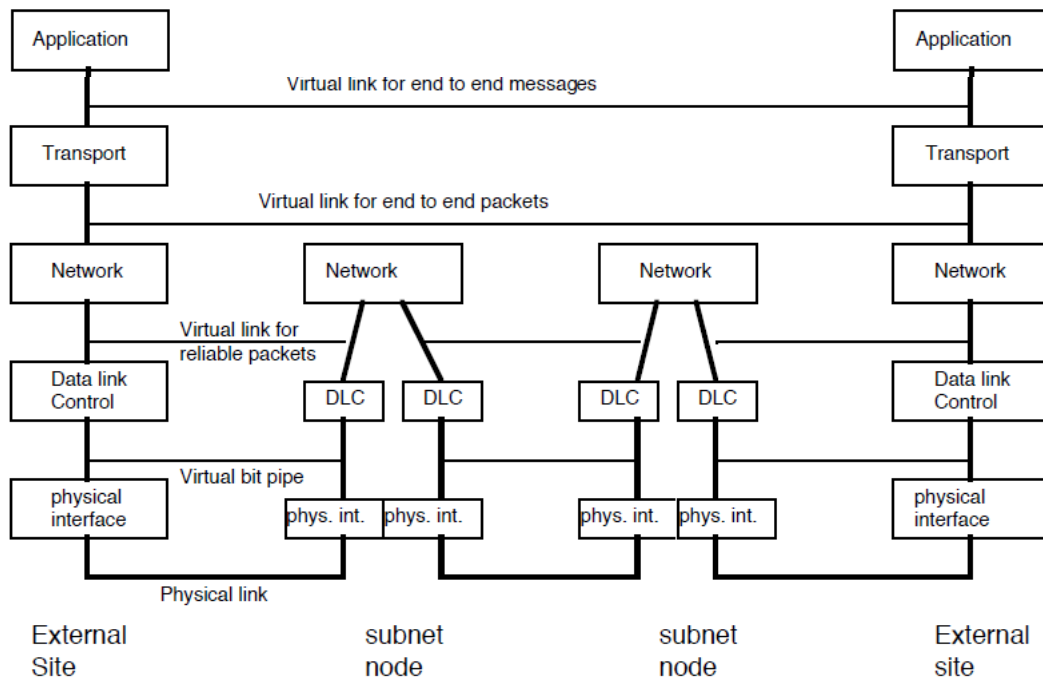 Application
Application
Virtual link for end to end messages
Transport
Transport
Virtual link for end to end packets
Network
Network
Network
Network
Virtual link for
reliable packets
Data link
Control
DLC
DLC
DLC
DLC
Data link
Control
Virtual bit pipe
physical
interface
phys. int.
phys. int.
phys. int.
phys. int.
physical
interface
Physical link
External
Site
subnet
node
subnet
node
External
site